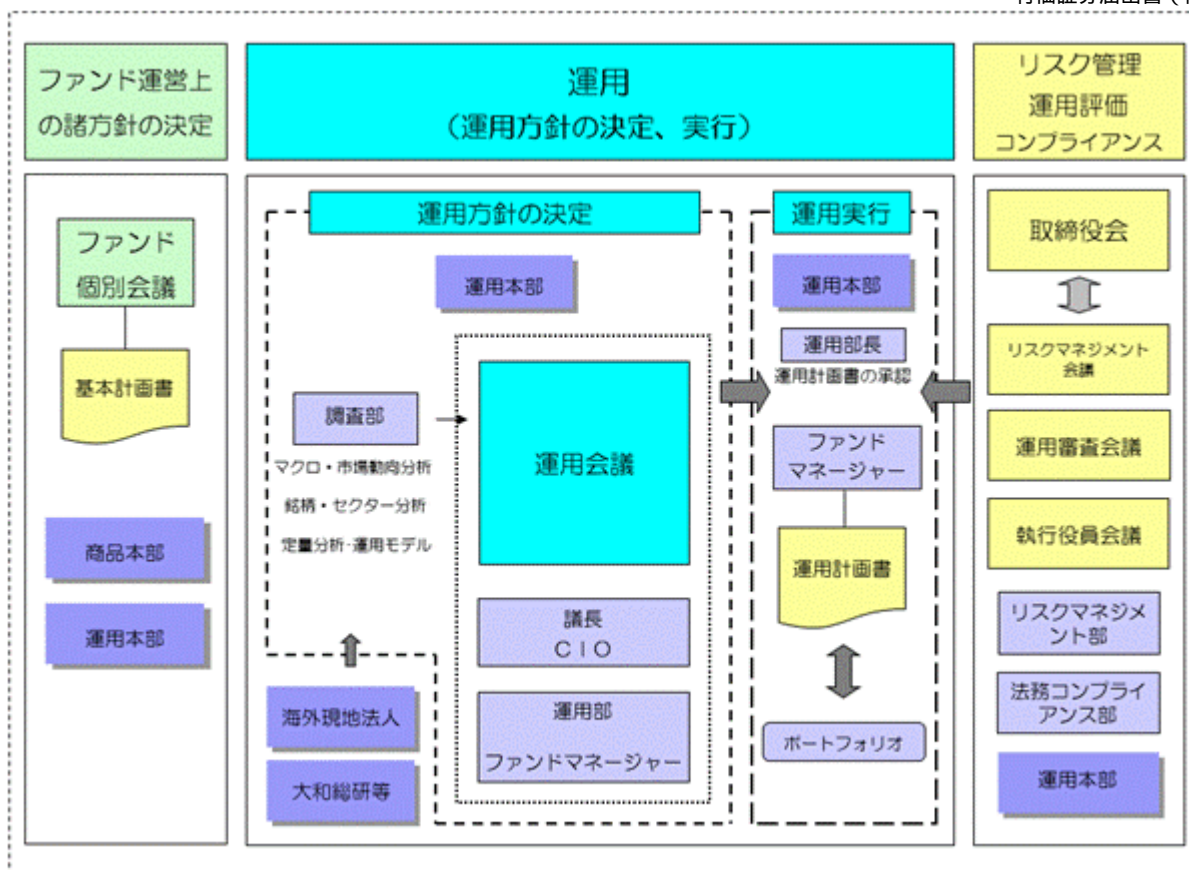 ファンド運営上
の諸方針の決定
運用
（運用方針の決定、実行）
リスク管理
運用評価
コンプライアンス
ファンド
個別会議
基本計画書
商品本部
運用本部
運用方針の決定
運用本部
調査部
マクロ・市場動向分析
銘柄・セクター分析
定量分析・運用モデル
運用会議
議長
ＣＩＯ
運用部
ファンドマネージャー
海外現地法人
大和総研等
運用実行
運用本部
運用部長
運用計画書の承認
ファンド
マネージャー
運用計画書
ポートフォリオ
取締役会
リスクマネジメント
会議
運用審査会議
執行役員会議
リスクマネジメ
ント部
法務コンプライ
アンス部
運用本部